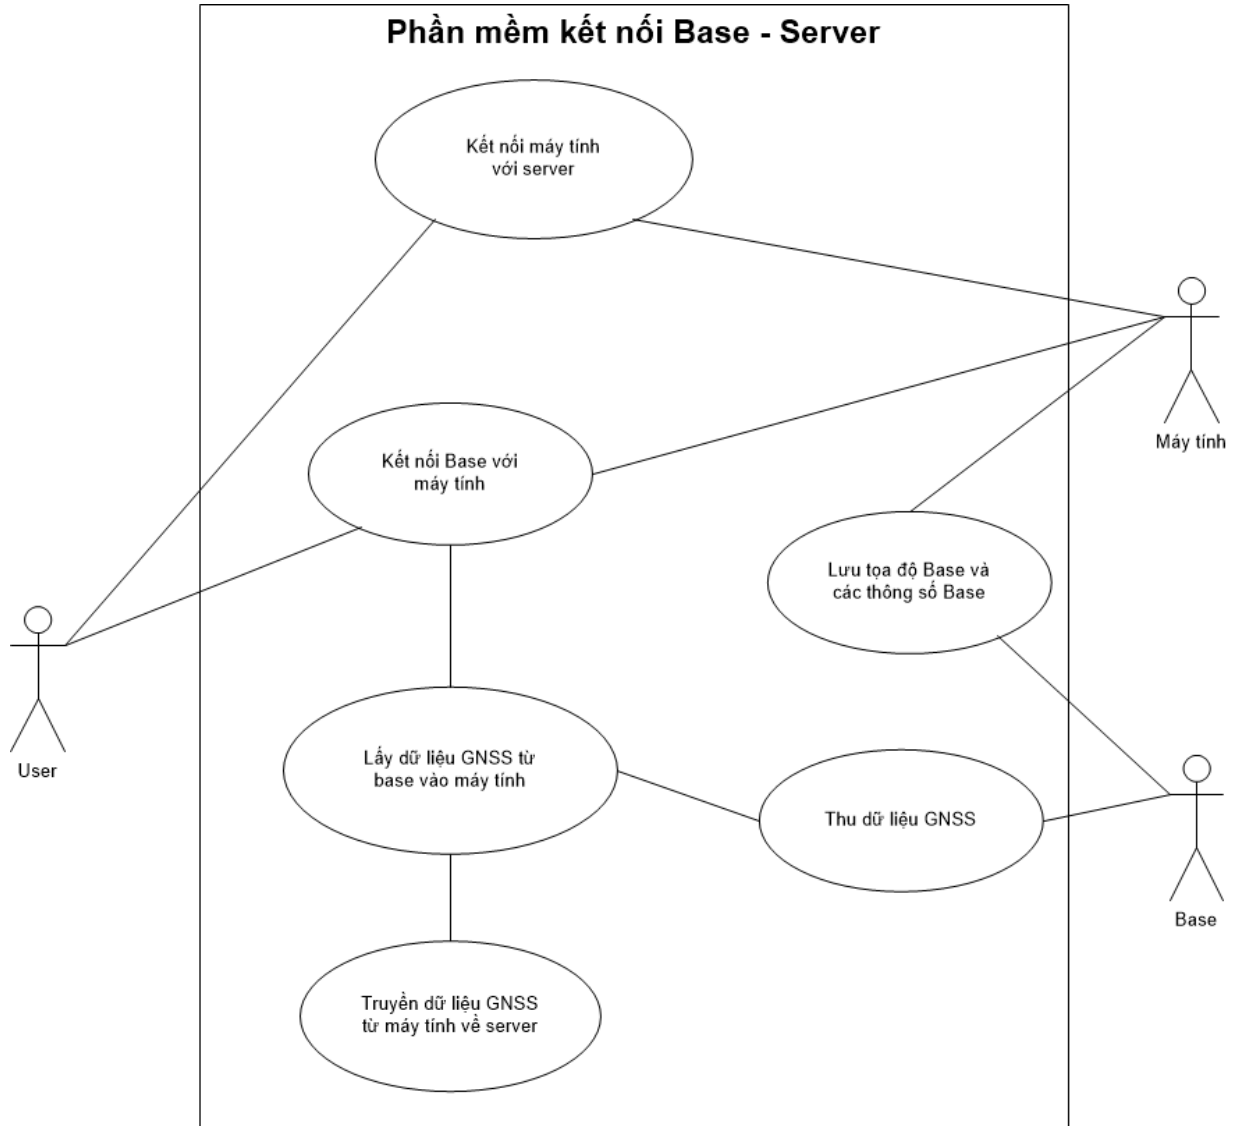 Phần mềm kết nối Base - Server
Kết nối máy tính
với server
Máy tính
Kết nối Base với
máy tính
Lưu tọa độ Base và
các thông số Base
User
Lấy dữ liệu GNSS từ
base vào máy tính
Thu dữ liệu GNSS
Base
Truyền dữ liệu GNSS
từ máy tính về server